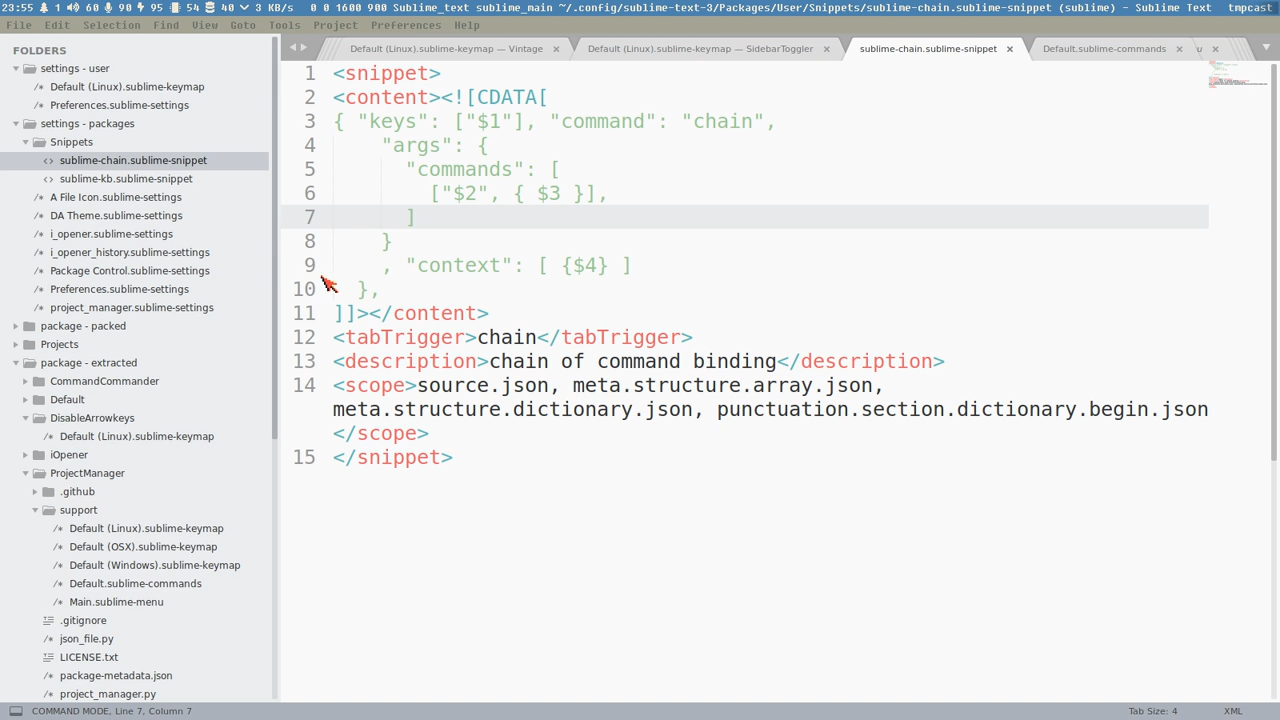 23:55 1 60 90 95 54 40 3 KB/s 0 0 1600 900 Sublime_text sublime_main ~/.config/sublime-text-3/Packages/User/Snippets/sublime-chain.sublime-snippet (sublime) - Sublime Text tmpcast
File Edit Selection Find View Goto Tools Project Preferences Help
Default (Linux).sublime-keymap — Vintage × Default (Linux).sublime-keymap — SidebarToggler × sublime-chain.sublime-snippet × Default.sublime-commands × u ×
FOLDERS
settings - user
/* Default (Linux).sublime-keymap
/* Preferences.sublime-settings
settings - packages
Snippets
<> sublime-chain.sublime-snippet
<> sublime-kb.sublime-snippet
/* A File Icon.sublime-settings
/* DA Theme.sublime-settings
/* i_opener.sublime-settings
/* i_opener_history.sublime-settings
/* Package Control.sublime-settings
/* Preferences.sublime-settings
/* project_manager.sublime-settings
package - packed
Projects
package - extracted
CommandCommander
Default
DisableArrowkeys
/* Default (Linux).sublime-keymap
iOpener
ProjectManager
.github
support
/* Default (Linux).sublime-keymap
/* Default (OSX).sublime-keymap
/* Default (Windows).sublime-keymap
/* Default.sublime-commands
/* Main.sublime-menu
.gitignore
/* json_file.py
LICENSE.txt
/* package-metadata.json
/* project_manager.py
1 <snippet>
2 <content><![CDATA[
3 { "keys": ["$1"], "command": "chain",
4 "args": {
5 "commands": [
6 ["$2", { $3 }],
7 ]
8 }
9 , "context": [ {$4} ]
10 },
11 ]]></content>
12 <tabTrigger>chain</tabTrigger>
13 <description>chain of command binding</description>
14 <scope>source.json, meta.structure.array.json,
meta.structure.dictionary.json, punctuation.section.dictionary.begin.json
</scope>
15 </snippet>
COMMAND MODE, Line 7, Column 7 Tab Size: 4 XML